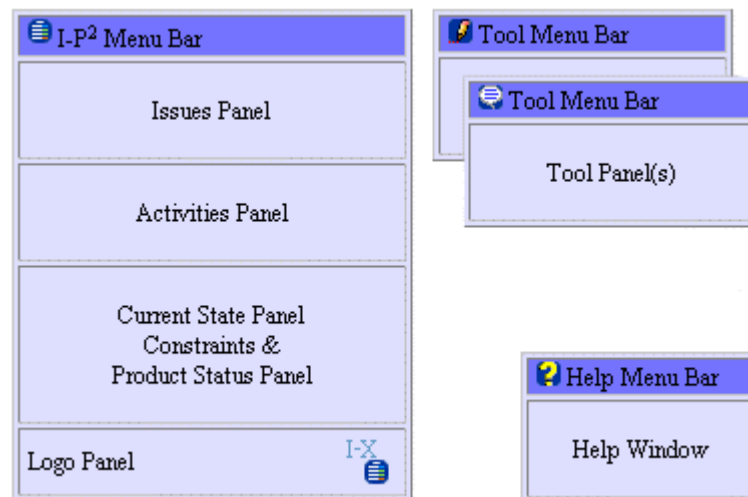 I-P² Menu Bar
Issues Panel
Activities Panel
Current State Panel
Constraints &
Product Status Panel
Logo Panel
I-X
Tool Menu Bar
Tool Menu Bar
Tool Panel(s)
Help Menu Bar
Help Window